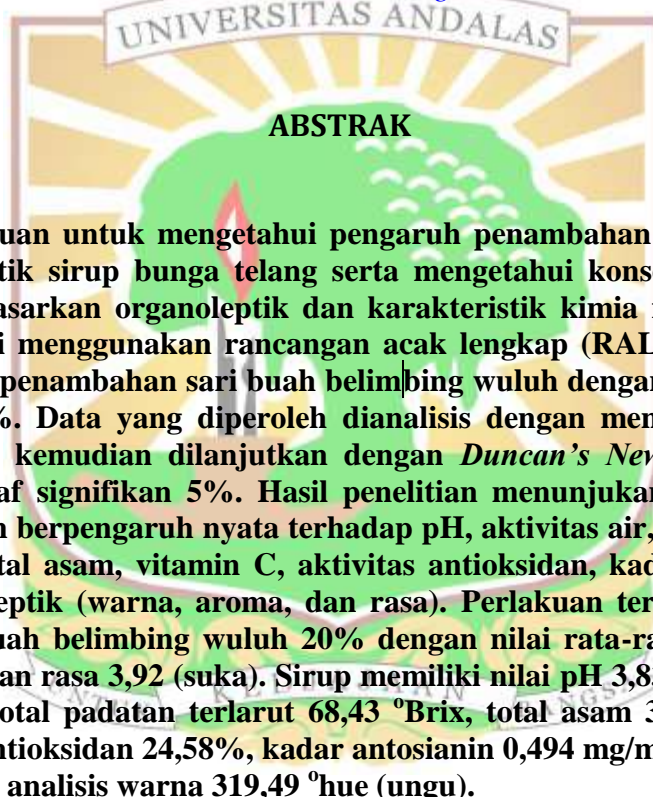 UNIVERSITAS ANDALAS
ABSTRAK
uan untuk mengetahui pengaruh penambahan
tik sirup bunga telang serta mengetahui kons
asarkan organoleptik dan karakteristik kimia
i menggunakan rancangan acak lengkap (RAL
penambahan sari buah belimbing wuluh dengan
%. Data yang diperoleh dianalisis dengan men
kemudian dilanjutkan dengan Duncan's New
af signifikan 5%. Hasil penelitian menunjukan
n berpengaruh nyata terhadap pH, aktivitas air,
tal asam, vitamin C, aktivitas antioksidan, kad
eptik (warna, aroma, dan rasa). Perlakuan ter
uah belimbing wuluh 20% dengan nilai rata-ra
an rasa 3,92 (suka). Sirup memiliki nilai pH 3,8
otal padatan terlarut 68,43 °Brix, total asam 3
ntioksidan 24,58%, kadar antosianin 0,494 mg/m
analisis warna 319,49 °hue (ungu).